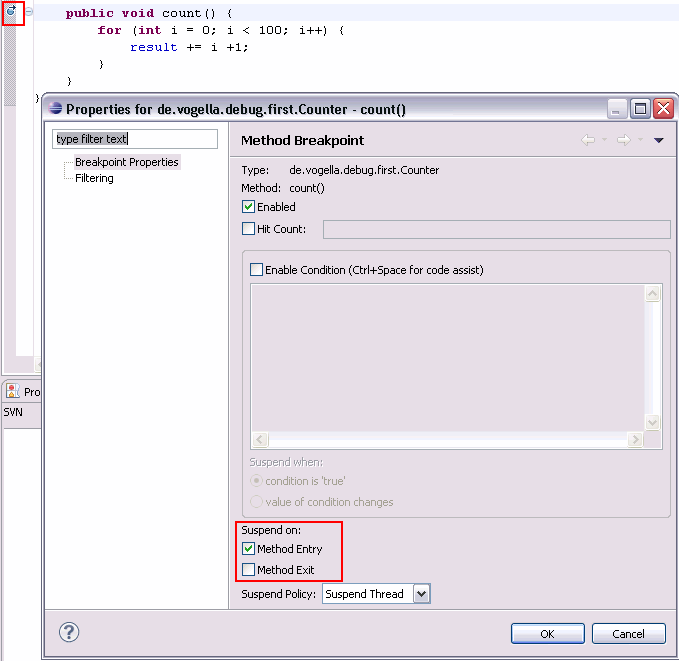 public void count() {
for (int i = 0; i < 100; i++) {
result += i +1;
}
}
}
Properties for de.vogella.debug.first.Counter - count()
type filter text
Breakpoint Properties
Filtering
Method Breakpoint
Type: de.vogella.debug.first.Counter
Method: count()
Enabled
Hit Count:
Enable Condition (Ctrl+Space for code assist)
Suspend when:
condition is 'true'
value of condition changes
Suspend on:
Method Entry
Method Exit
Suspend Policy: Suspend Thread
Pro
SVN
?
OK Cancel